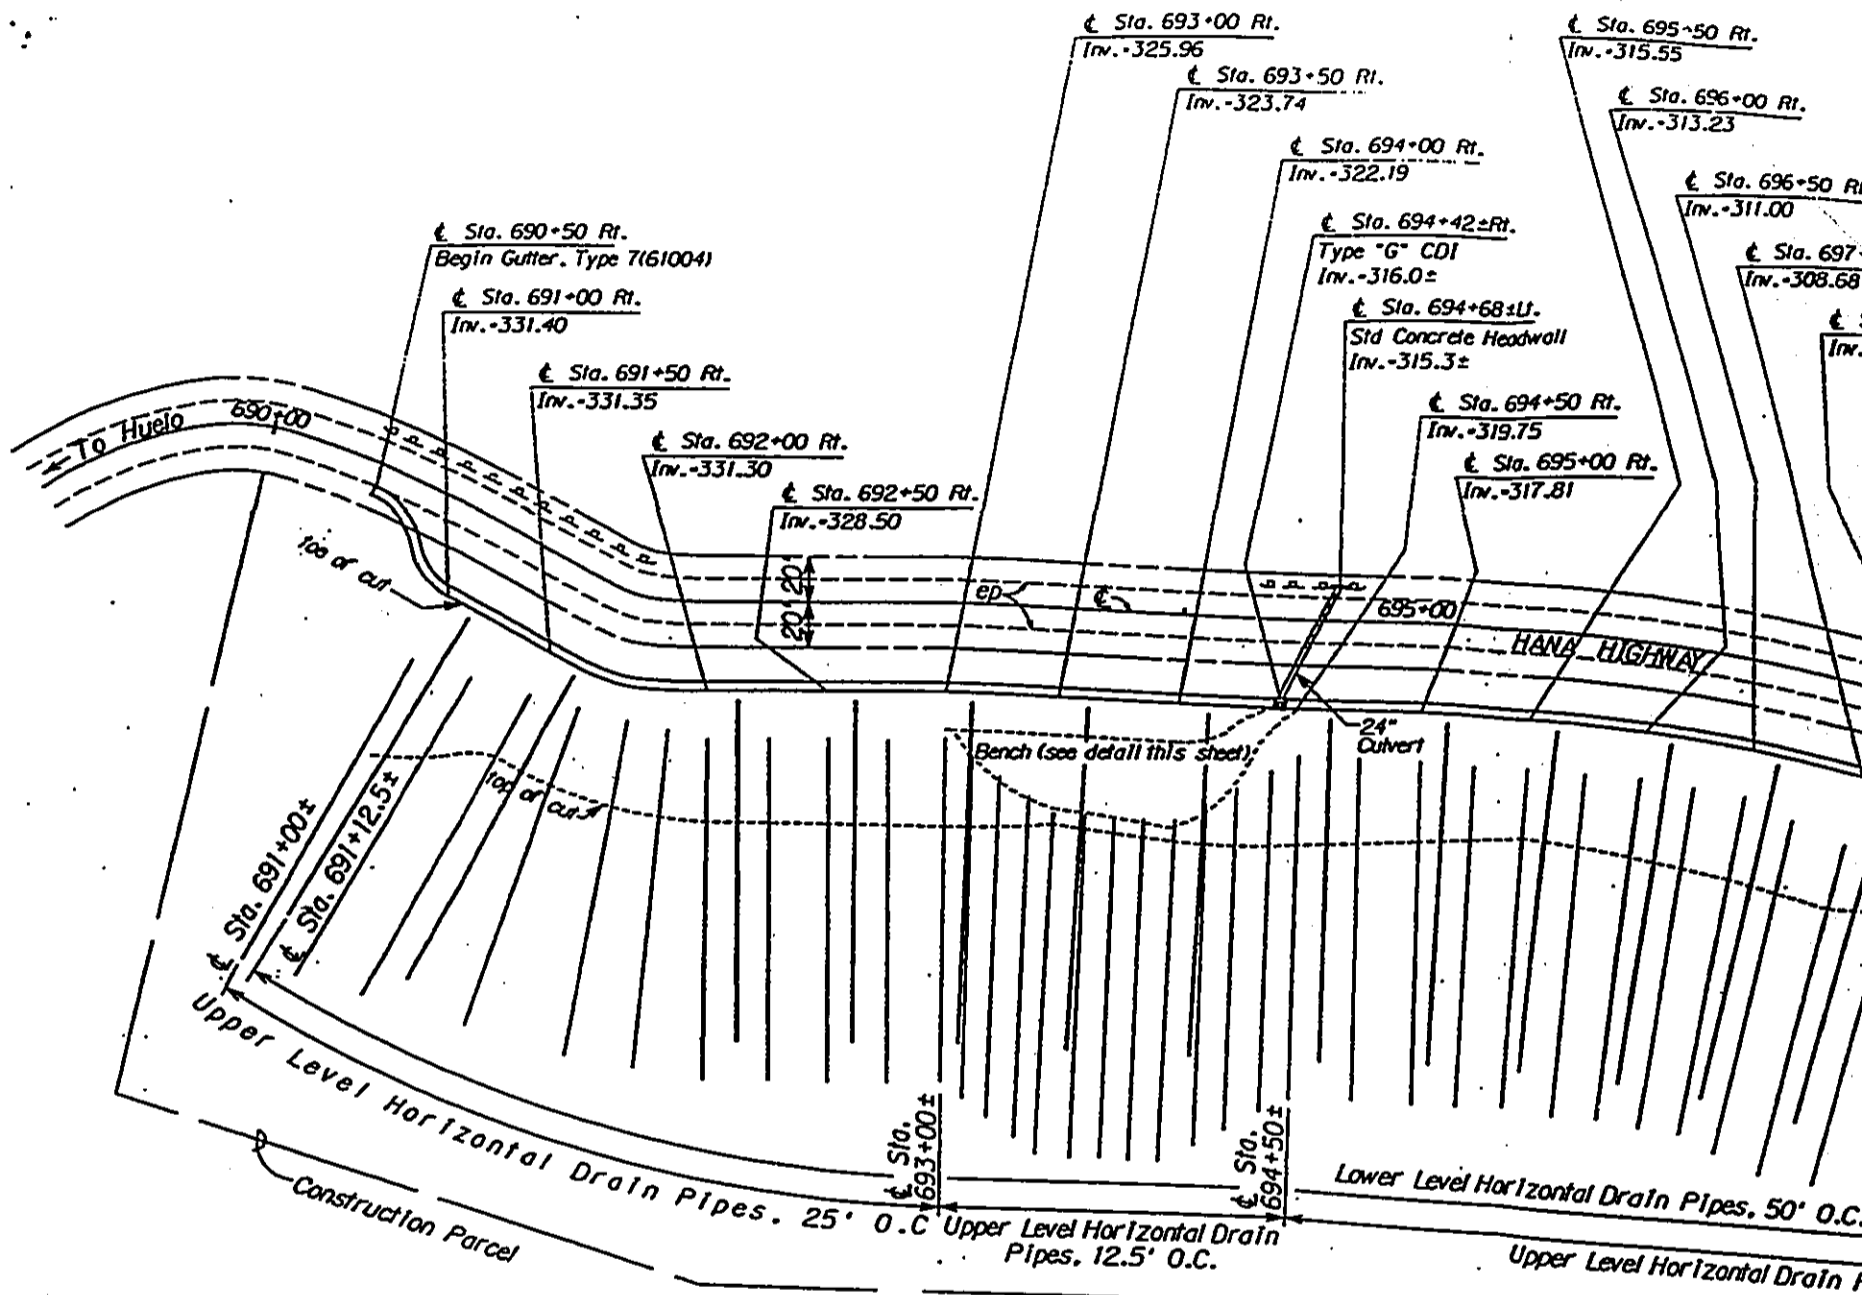 ℄ Sta. 693+00 Rt.
Inv.=325.96
℄ Sta. 693+50 Rt.
Inv.=323.74
℄ Sta. 694+00 Rt.
Inv.=322.19
℄ Sta. 694+42±Rt.
Type "G" CDI
Inv.=316.0±
℄ Sta. 694+68±Lt.
Std Concrete Headwall
Inv.=315.3±
℄ Sta. 694+50 Rt.
Inv.=319.75
℄ Sta. 695+00 Rt.
Inv.=317.81
℄ Sta. 695+50 Rt.
Inv.=315.55
℄ Sta. 696+00 Rt.
Inv.=313.23
℄ Sta. 696+50 Rt
Inv.=311.00
℄ Sta. 697+
Inv.=308.68
℄ S
Inv.
℄ Sta. 690+50 Rt.
Begin Gutter, Type 7(61004)
℄ Sta. 691+00 Rt.
Inv.=331.40
℄ Sta. 691+50 Rt.
Inv.=331.35
℄ Sta. 692+00 Rt.
Inv.=331.30
℄ Sta. 692+50 Rt.
Inv.=328.50
To Huelo
690+00
toe of cut
20'
20'
ep
℄
695+00
HANA HIGHWAY
24"
Culvert
Bench (see detail this sheet)
top of cut
℄ Sta. 691+00±
℄ Sta. 691+12.5±
℄ Sta.
693+00±
℄ Sta.
694+50±
Upper Level Horizontal Drain Pipes, 25' O.C
Upper Level Horizontal Drain
Pipes, 12.5' O.C.
Lower Level Horizontal Drain Pipes, 50' O.C.
Upper Level Horizontal Drain P
Construction Parcel